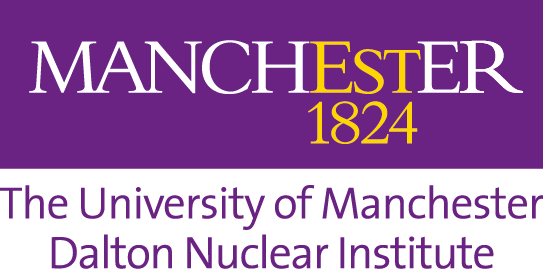 MANCHESTER
1824
The University of Manchester
Dalton Nuclear Institute